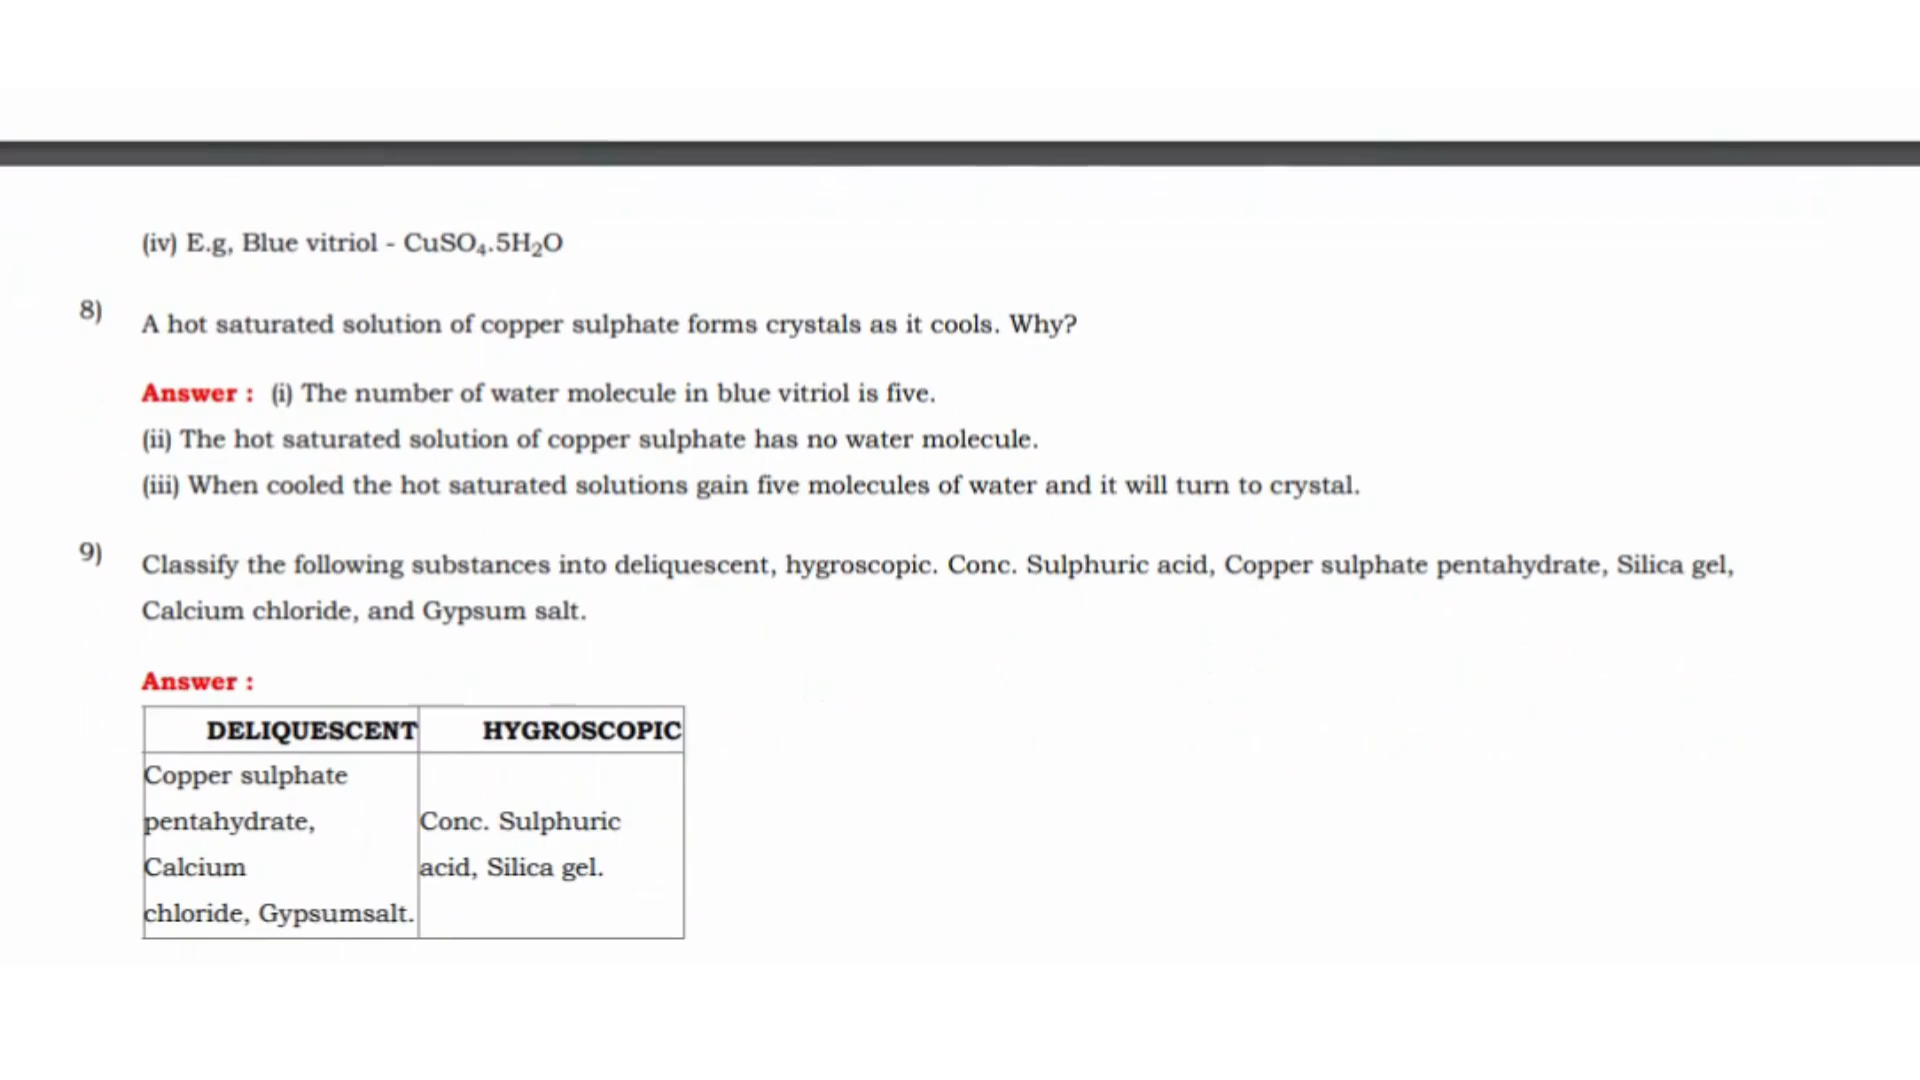 (iv) E.g, Blue vitriol - CuSO₄.5H₂O
8)
A hot saturated solution of copper sulphate forms crystals as it cools. Why?
Answer : (i) The number of water molecule in blue vitriol is five.
(ii) The hot saturated solution of copper sulphate has no water molecule.
(iii) When cooled the hot saturated solutions gain five molecules of water and it will turn to crystal.
9)
Classify the following substances into deliquescent, hygroscopic. Conc. Sulphuric acid, Copper sulphate pentahydrate, Silica gel,
Calcium chloride, and Gypsum salt.
Answer :
DELIQUESCENT HYGROSCOPIC
Copper sulphate
pentahydrate,
Calcium
chloride, Gypsumsalt.
Conc. Sulphuric
acid, Silica gel.